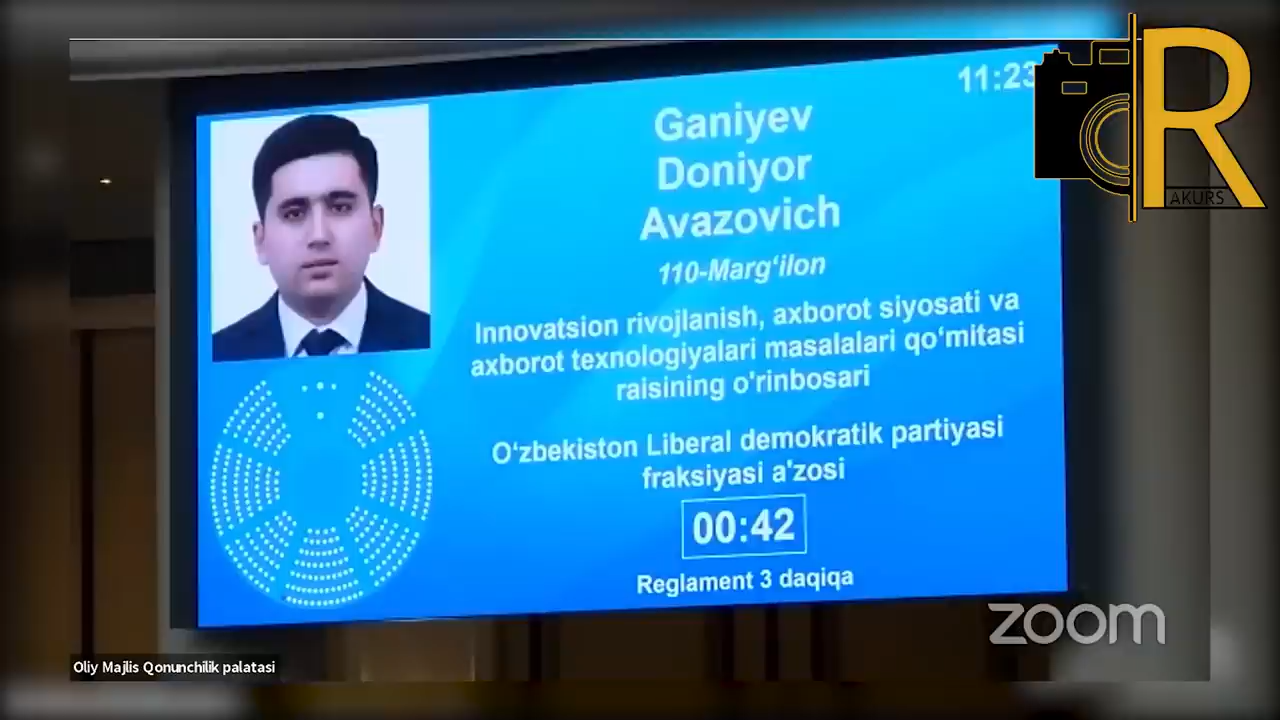 11:23
Ganiyev
Doniyor
Avazovich
110-Marg‘ilon
Innovatsion rivojlanish, axborot siyosati va
axborot texnologiyalari masalalari qo‘mitasi
raisining o'rinbosari
O‘zbekiston Liberal demokratik partiyasi
fraksiyasi a'zosi
00:42
Reglament 3 daqiqa
R
AKURS
zoom
Oliy Majlis Qonunchilik palatasi